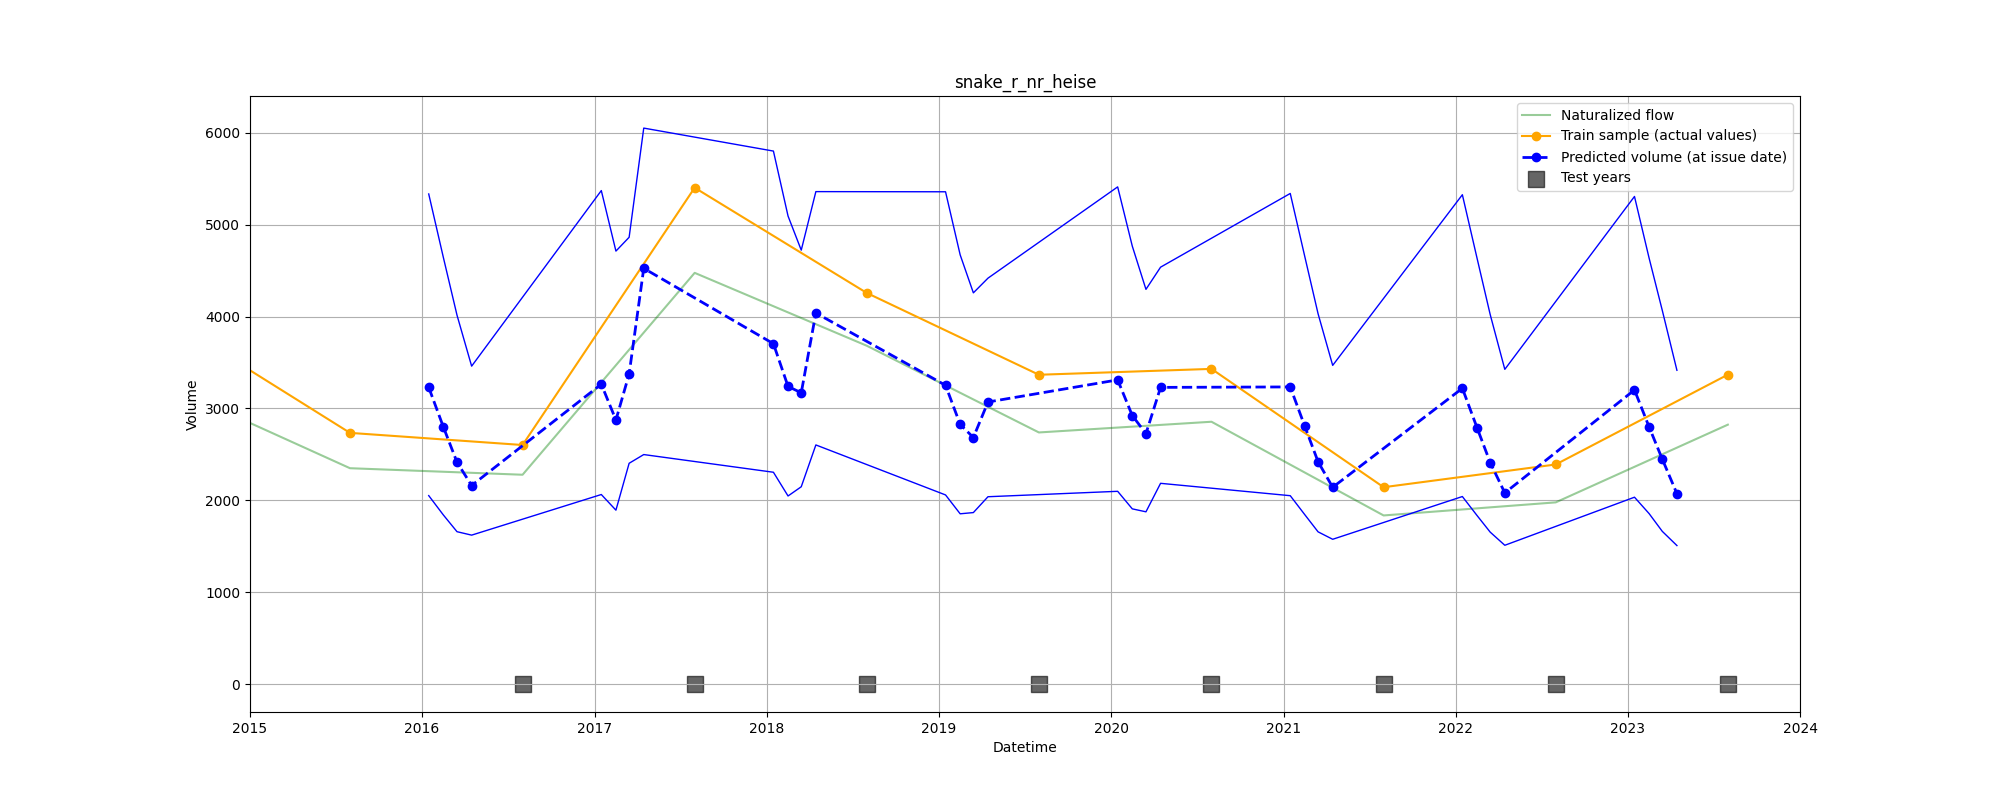 snake_r_nr_heise
Naturalized flow
Train sample (actual values)
Predicted volume (at issue date)
Test years
Volume
6000
5000
4000
3000
2000
1000
0
2015 2016 2017 2018 2019 2020 2021 2022 2023 2024
Datetime